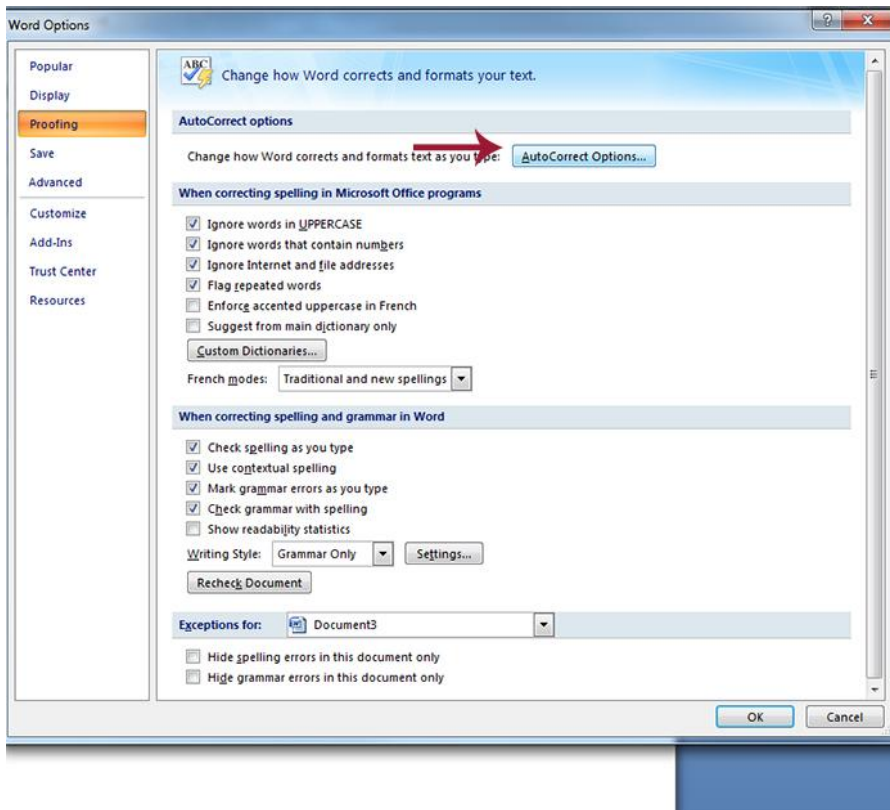 Word Options
Popular
Display
Proofing
Save
Advanced
Customize
Add-Ins
Trust Center
Resources
ABC
Change how Word corrects and formats your text.
AutoCorrect options
Change how Word corrects and formats text as you type: AutoCorrect Options...
When correcting spelling in Microsoft Office programs
Ignore words in UPPERCASE
Ignore words that contain numbers
Ignore Internet and file addresses
Flag repeated words
Enforce accented uppercase in French
Suggest from main dictionary only
Custom Dictionaries...
French modes: Traditional and new spellings
When correcting spelling and grammar in Word
Check spelling as you type
Use contextual spelling
Mark grammar errors as you type
Check grammar with spelling
Show readability statistics
Writing Style: Grammar Only Settings...
Recheck Document
Exceptions for: Document3
Hide spelling errors in this document only
Hide grammar errors in this document only
OK Cancel